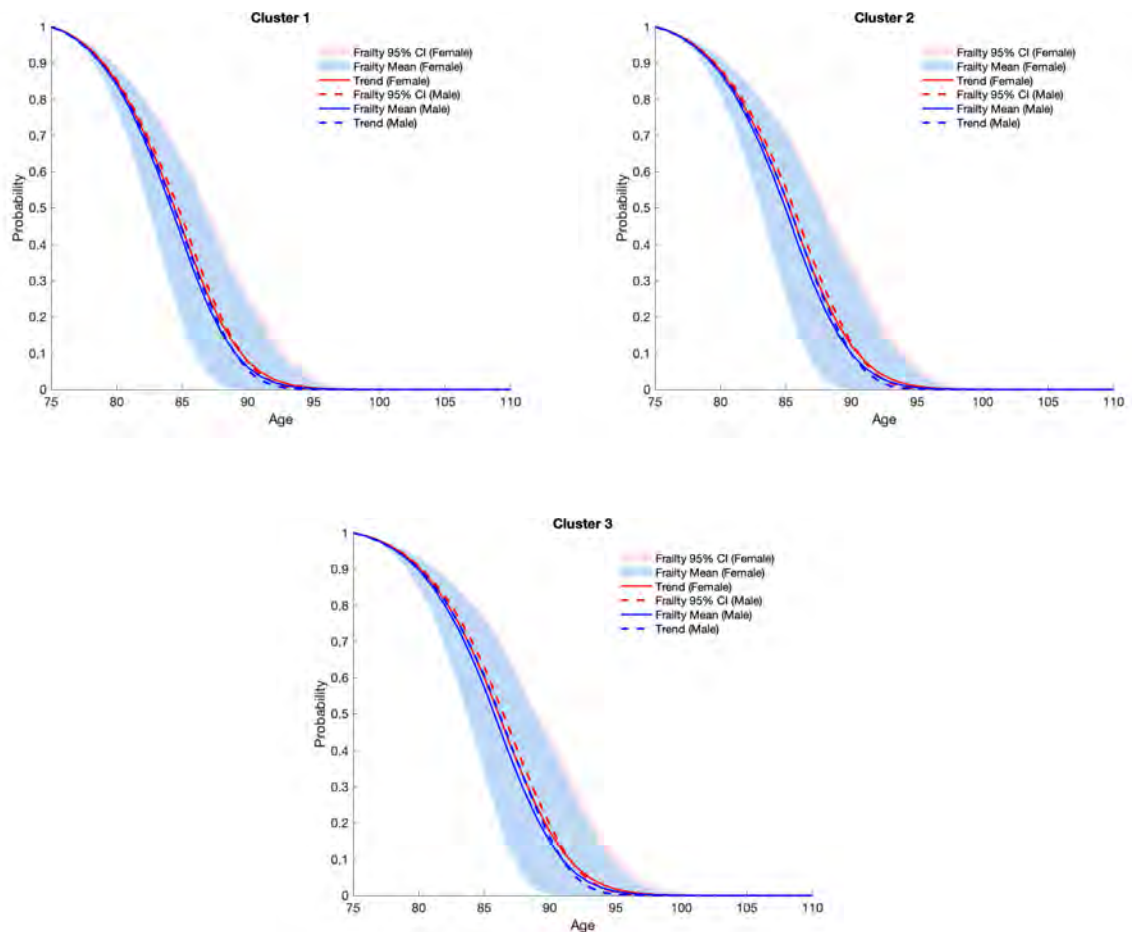 Cluster 1
Frailty 95% CI (Female)
Frailty Mean (Female)
Trend (Female)
Frailty 95% CI (Male)
Frailty Mean (Male)
Trend (Male)
Probability
1
0.9
0.8
0.7
0.6
0.5
0.4
0.3
0.2
0.1
0
75 80 85 90 95 100 105 110
Age
Cluster 2
Frailty 95% CI (Female)
Frailty Mean (Female)
Trend (Female)
Frailty 95% CI (Male)
Frailty Mean (Male)
Trend (Male)
Probability
1
0.9
0.8
0.7
0.6
0.5
0.4
0.3
0.2
0.1
0
75 80 85 90 95 100 105 110
Age
Cluster 3
Frailty 95% CI (Female)
Frailty Mean (Female)
Trend (Female)
Frailty 95% CI (Male)
Frailty Mean (Male)
Trend (Male)
Probability
1
0.9
0.8
0.7
0.6
0.5
0.4
0.3
0.2
0.1
0
75 80 85 90 95 100 105 110
Age